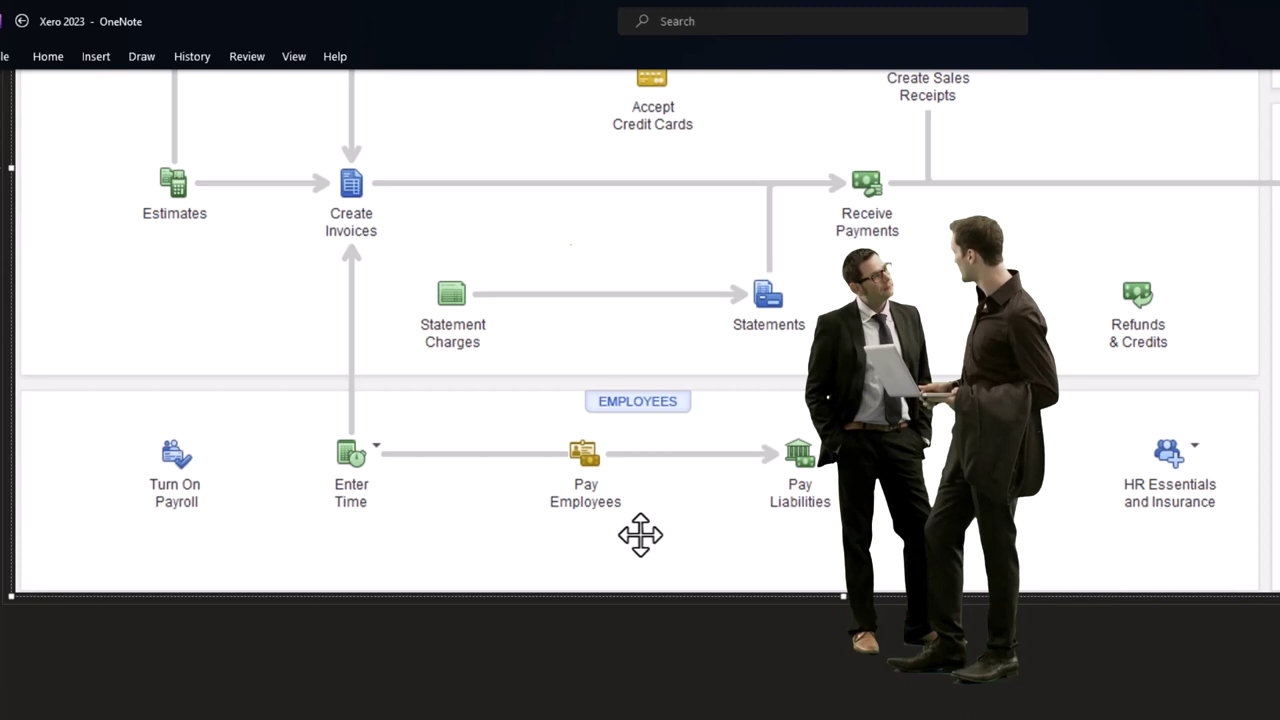 Xero 2023 - OneNote
Search
le
Home
Insert
Draw
History
Review
View
Help
Create Sales
Receipts
Accept
Credit Cards
Estimates
Create
Invoices
Receive
Payments
Statement
Charges
Statements
Refunds
& Credits
EMPLOYEES
Turn On
Payroll
Enter
Time
Pay
Employees
Pay
Liabilities
HR Essentials
and Insurance